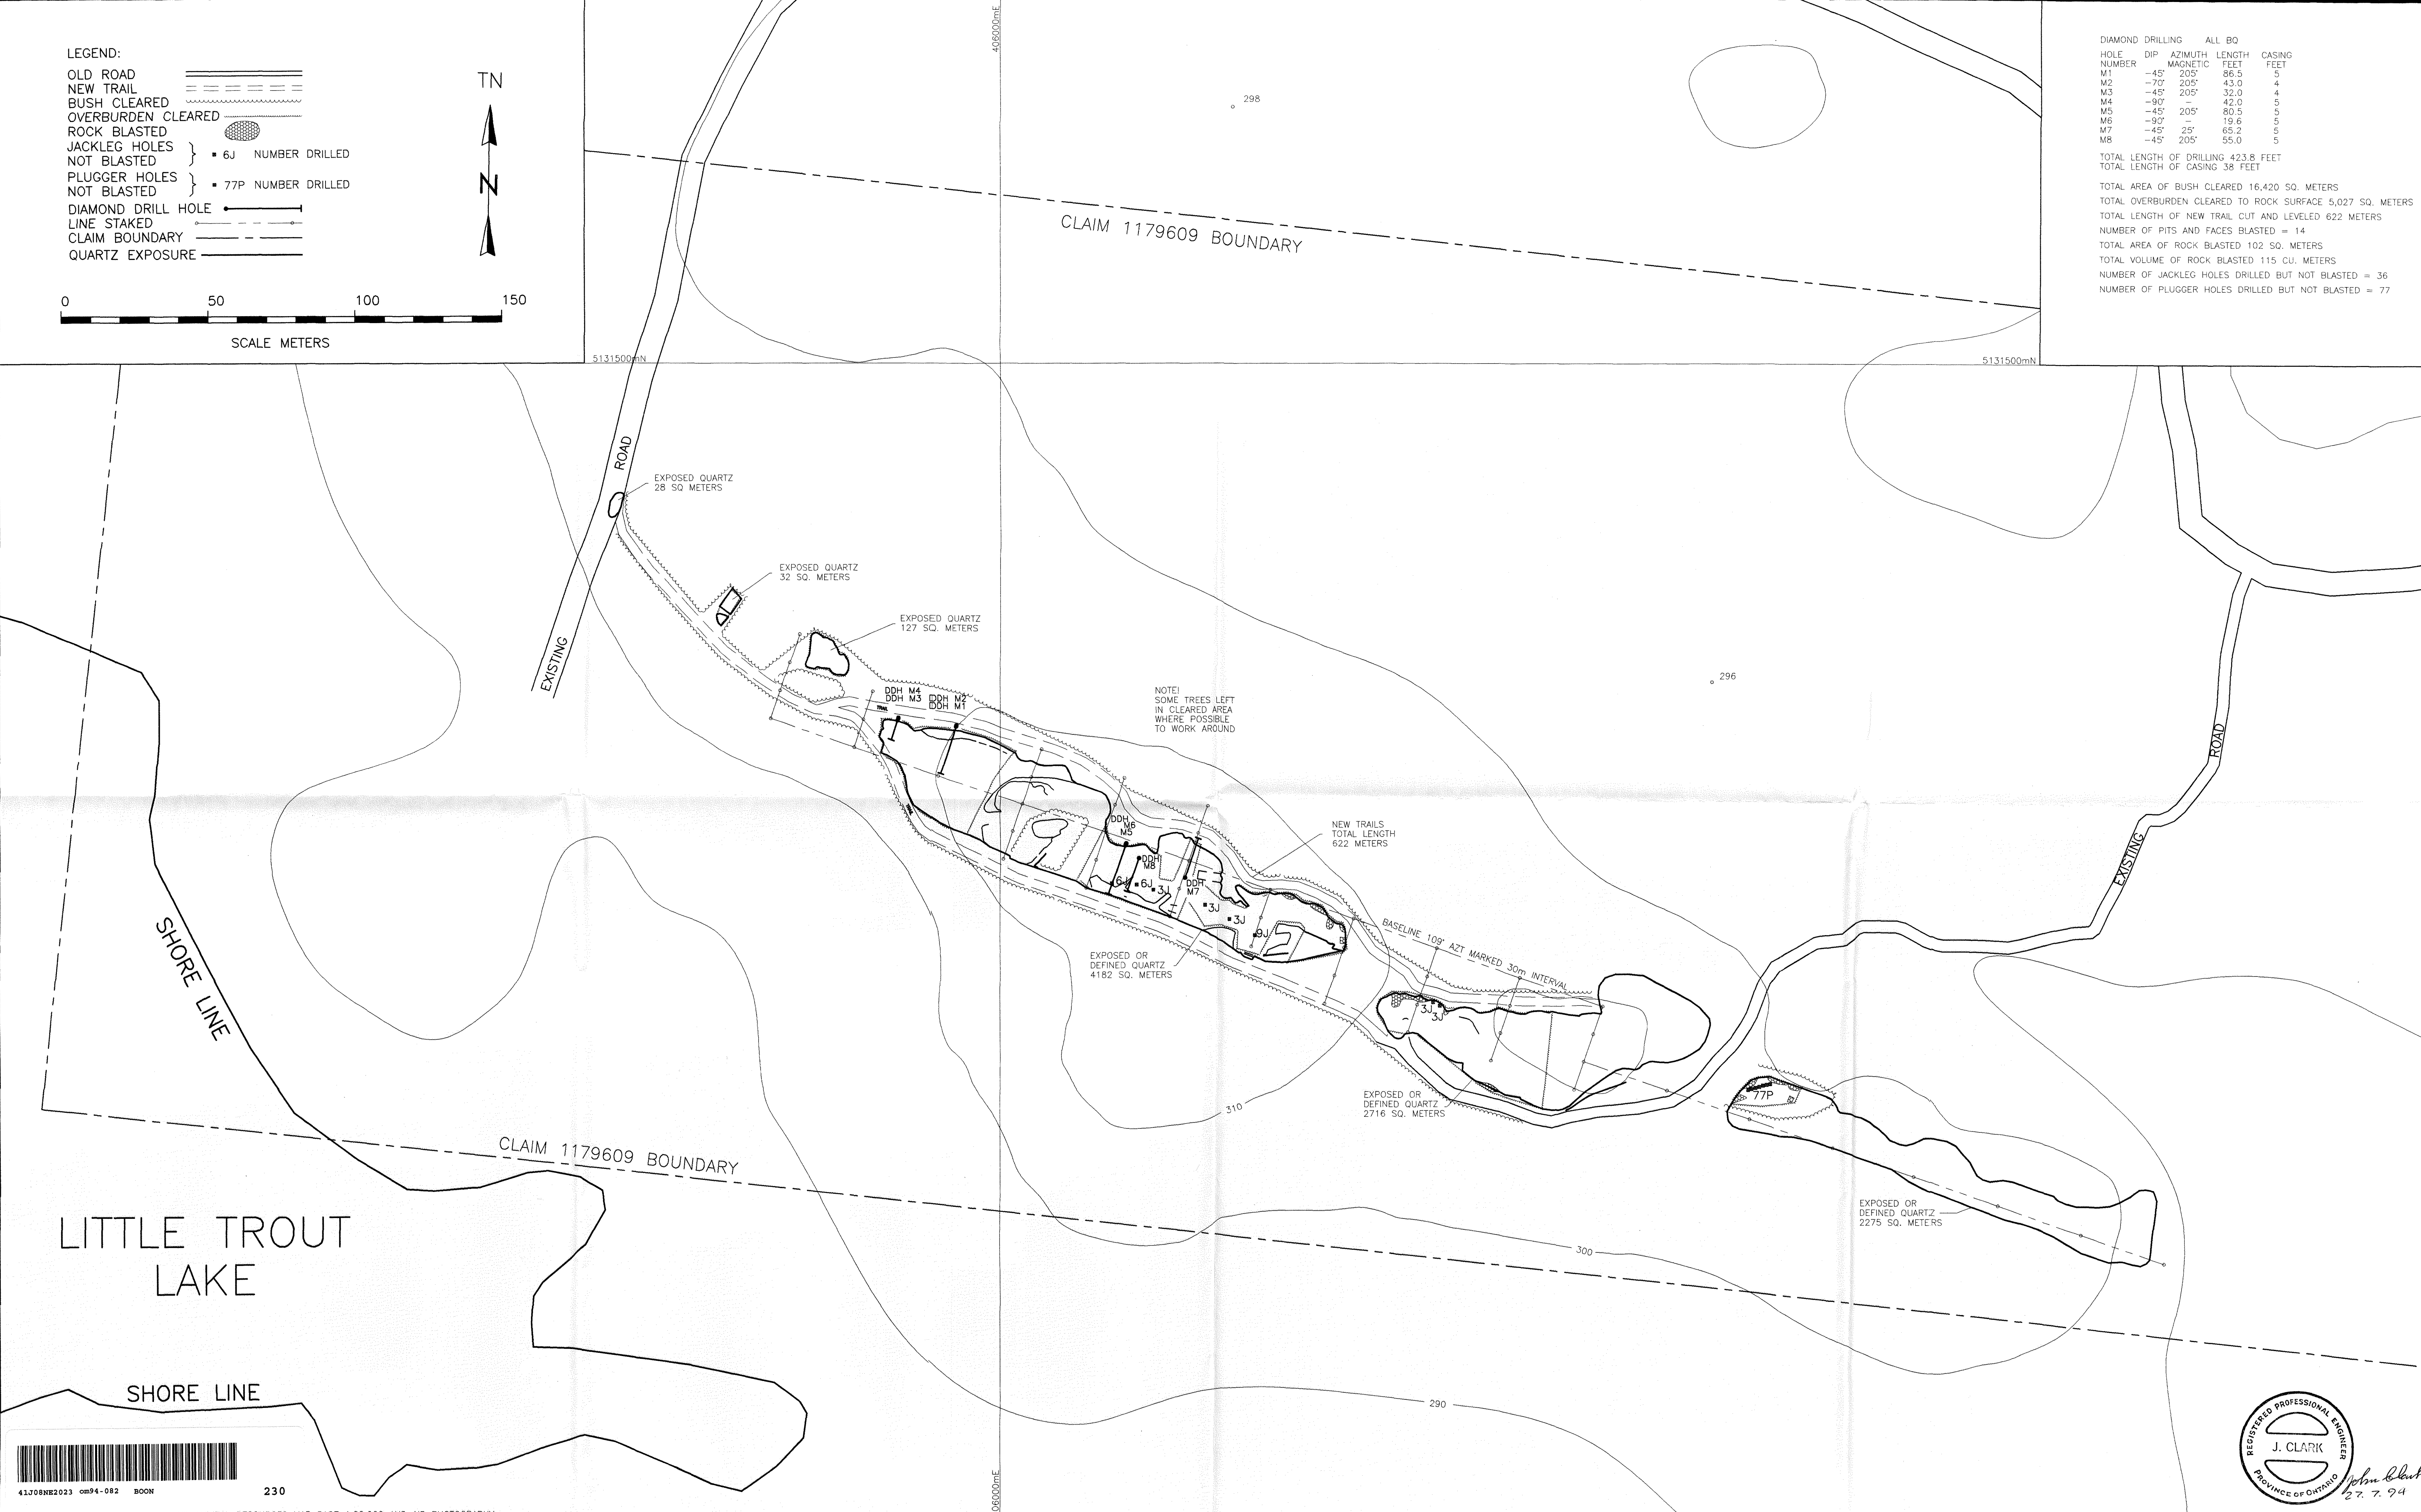 LEGEND:
OLD ROAD
NEW TRAIL
BUSH CLEARED
OVERBURDEN CLEARED
ROCK BLASTED
JACKLEG HOLES
NOT BLASTED
6J NUMBER DRILLED
PLUGGER HOLES
NOT BLASTED
77P NUMBER DRILLED
DIAMOND DRILL HOLE
LINE STAKED
CLAIM BOUNDARY
QUARTZ EXPOSURE
TN
N
0 50 100 150
SCALE METERS
406000mE
298
CLAIM 1179609 BOUNDARY
5131500mN
5131500mN
DIAMOND DRILLING ALL BQ
HOLE DIP AZIMUTH LENGTH CASING
NUMBER MAGNETIC FEET FEET
M1 -45° 205° 86.5 5
M2 -70° 205° 43.0 4
M3 -45° 205° 32.0 4
M4 -90° - 42.0 5
M5 -45° 205° 80.5 5
M6 -90° - 19.6 5
M7 -45° 25° 65.2 5
M8 -45° 205° 55.0 5
TOTAL LENGTH OF DRILLING 423.8 FEET
TOTAL LENGTH OF CASING 38 FEET
TOTAL AREA OF BUSH CLEARED 16,420 SQ. METERS
TOTAL OVERBURDEN CLEARED TO ROCK SURFACE 5,027 SQ. METERS
TOTAL LENGTH OF NEW TRAIL CUT AND LEVELED 622 METERS
NUMBER OF PITS AND FACES BLASTED = 14
TOTAL AREA OF ROCK BLASTED 102 SQ. METERS
TOTAL VOLUME OF ROCK BLASTED 115 CU. METERS
NUMBER OF JACKLEG HOLES DRILLED BUT NOT BLASTED = 36
NUMBER OF PLUGGER HOLES DRILLED BUT NOT BLASTED = 77
EXISTING ROAD
EXPOSED QUARTZ
28 SQ METERS
EXPOSED QUARTZ
32 SQ. METERS
EXPOSED QUARTZ
127 SQ. METERS
DDH M4
DDH M3
DDH M2
DDH M1
TRAIL
TRAIL
NOTE!
SOME TREES LEFT
IN CLEARED AREA
WHERE POSSIBLE
TO WORK AROUND
296
NEW TRAILS
TOTAL LENGTH
622 METERS
DDH
M6
M5
DDH
M8
DDH
M7
6J
6J
3J
3J
3J
9J
BASELINE 109° AZT MARKED 30m INTERVAL
EXPOSED OR
DEFINED QUARTZ
4182 SQ. METERS
3J
3J
EXISTING ROAD
EXPOSED OR
DEFINED QUARTZ
2716 SQ. METERS
77P
EXPOSED OR
DEFINED QUARTZ
2275 SQ. METERS
310
300
290
SHORE LINE
CLAIM 1179609 BOUNDARY
LITTLE TROUT
LAKE
SHORE LINE
41J08NE2023 om94-082 BOON
230
06000mE
REGISTERED PROFESSIONAL ENGINEER
J. CLARK
PROVINCE OF ONTARIO
John Clark
27. 7. 94